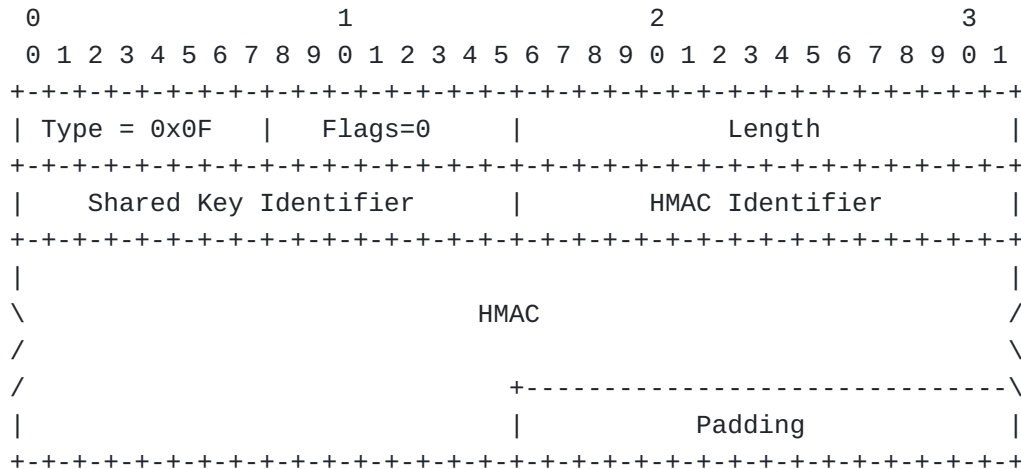 0                   1                   2                   3
 0 1 2 3 4 5 6 7 8 9 0 1 2 3 4 5 6 7 8 9 0 1 2 3 4 5 6 7 8 9 0 1
+-+-+-+-+-+-+-+-+-+-+-+-+-+-+-+-+-+-+-+-+-+-+-+-+-+-+-+-+-+-+-+-+
| Type = 0x0F   |   Flags=0     |             Length            |
+-+-+-+-+-+-+-+-+-+-+-+-+-+-+-+-+-+-+-+-+-+-+-+-+-+-+-+-+-+-+-+-+
|    Shared Key Identifier      |        HMAC Identifier        |
+-+-+-+-+-+-+-+-+-+-+-+-+-+-+-+-+-+-+-+-+-+-+-+-+-+-+-+-+-+-+-+-+
|                                                               |
\                             HMAC                              /
/                                                               \
/                               +-------------------------------\
|                               |           Padding             |
+-+-+-+-+-+-+-+-+-+-+-+-+-+-+-+-+-+-+-+-+-+-+-+-+-+-+-+-+-+-+-+-+